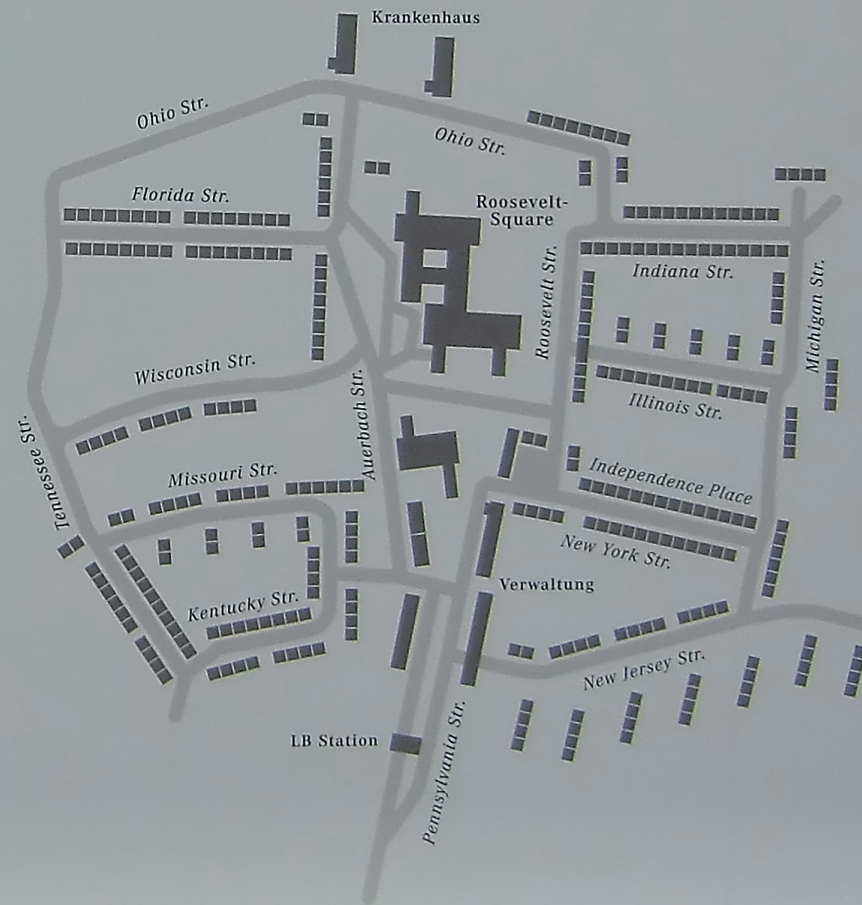 Krankenhaus
Ohio Str.
Ohio Str.
Florida Str.
Roosevelt-
Square
Roosevelt Str.
Indiana Str.
Michigan Str.
Wisconsin Str.
Auerbach Str.
Illinois Str.
Tennessee Str.
Missouri Str.
Independence Place
New York Str.
Kentucky Str.
Verwaltung
New Jersey Str.
LB Station
Pennsylvania Str.